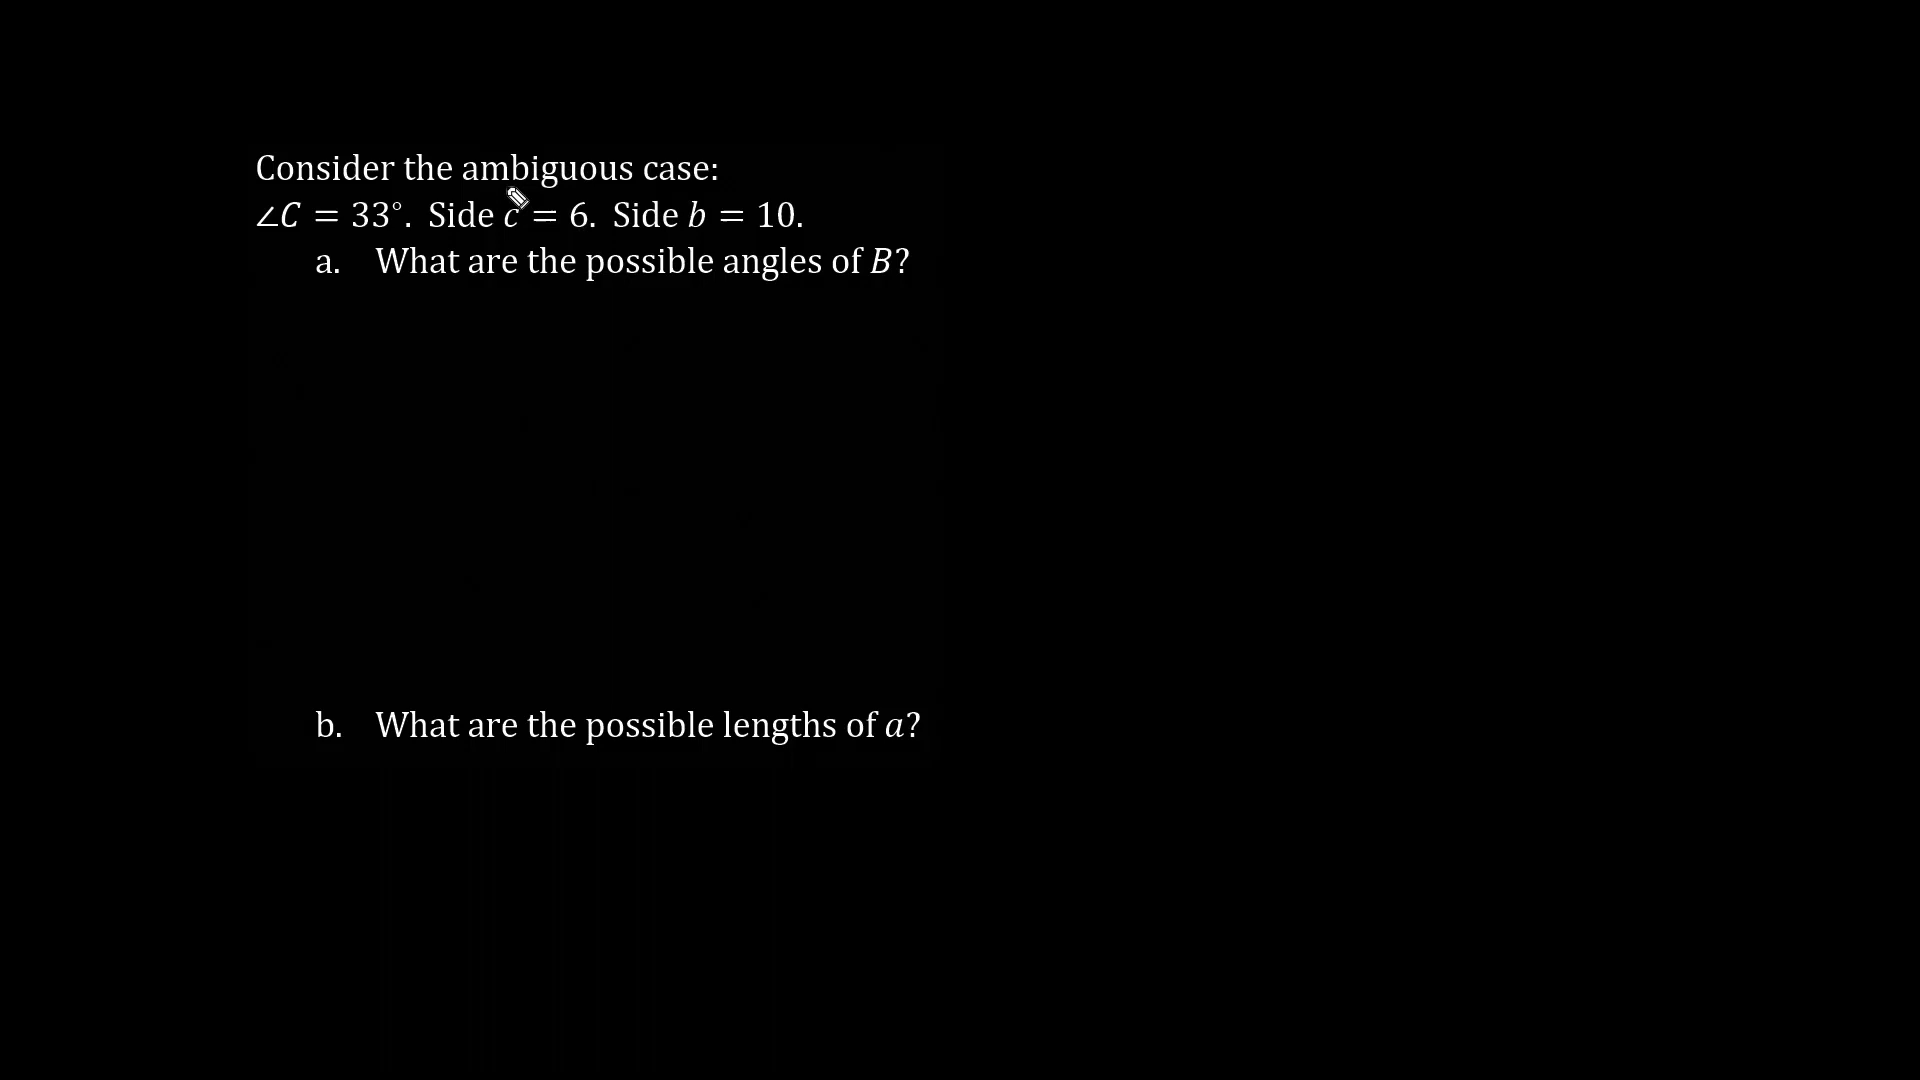 Consider the ambiguous case:
∠C = 33°. Side c = 6. Side b = 10.
a. What are the possible angles of B?
b. What are the possible lengths of a?